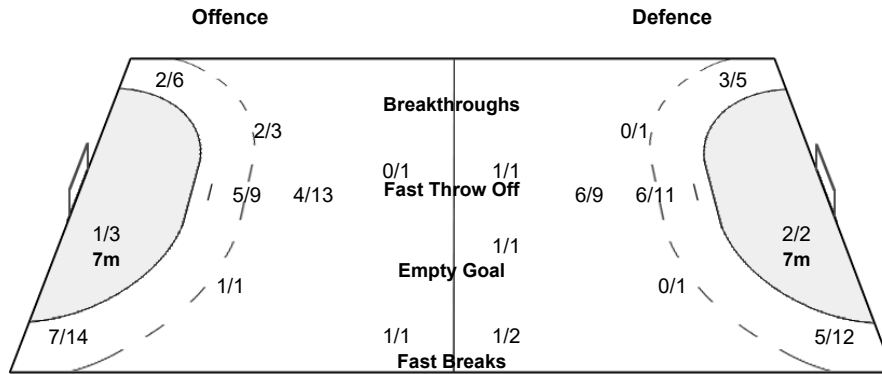 Offence Defence
2/6 3/5
Breakthroughs
2/3 0/1
0/1 1/1
Fast Throw Off
5/9 4/13 6/9 6/11
1/3 2/2
7m 7m
1/1
Empty Goal
1/1 0/1
7/14 1/1 1/2 5/12
Fast Breaks